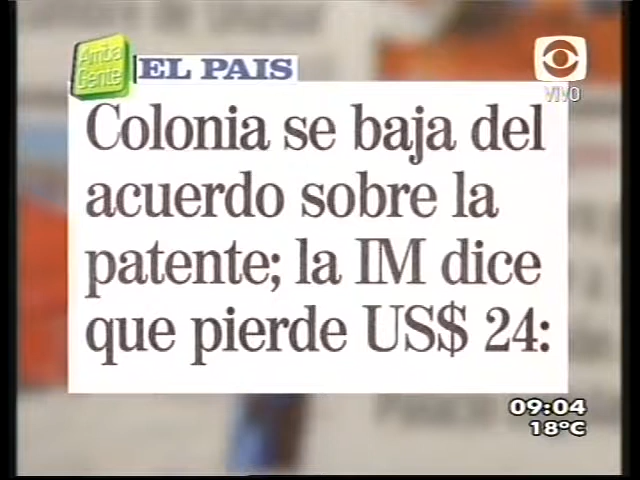 Arriba
Gente
EL PAIS
VIVO
Colonia se baja del
acuerdo sobre la
patente; la IM dice
que pierde US$ 24:
09:04
18ºC